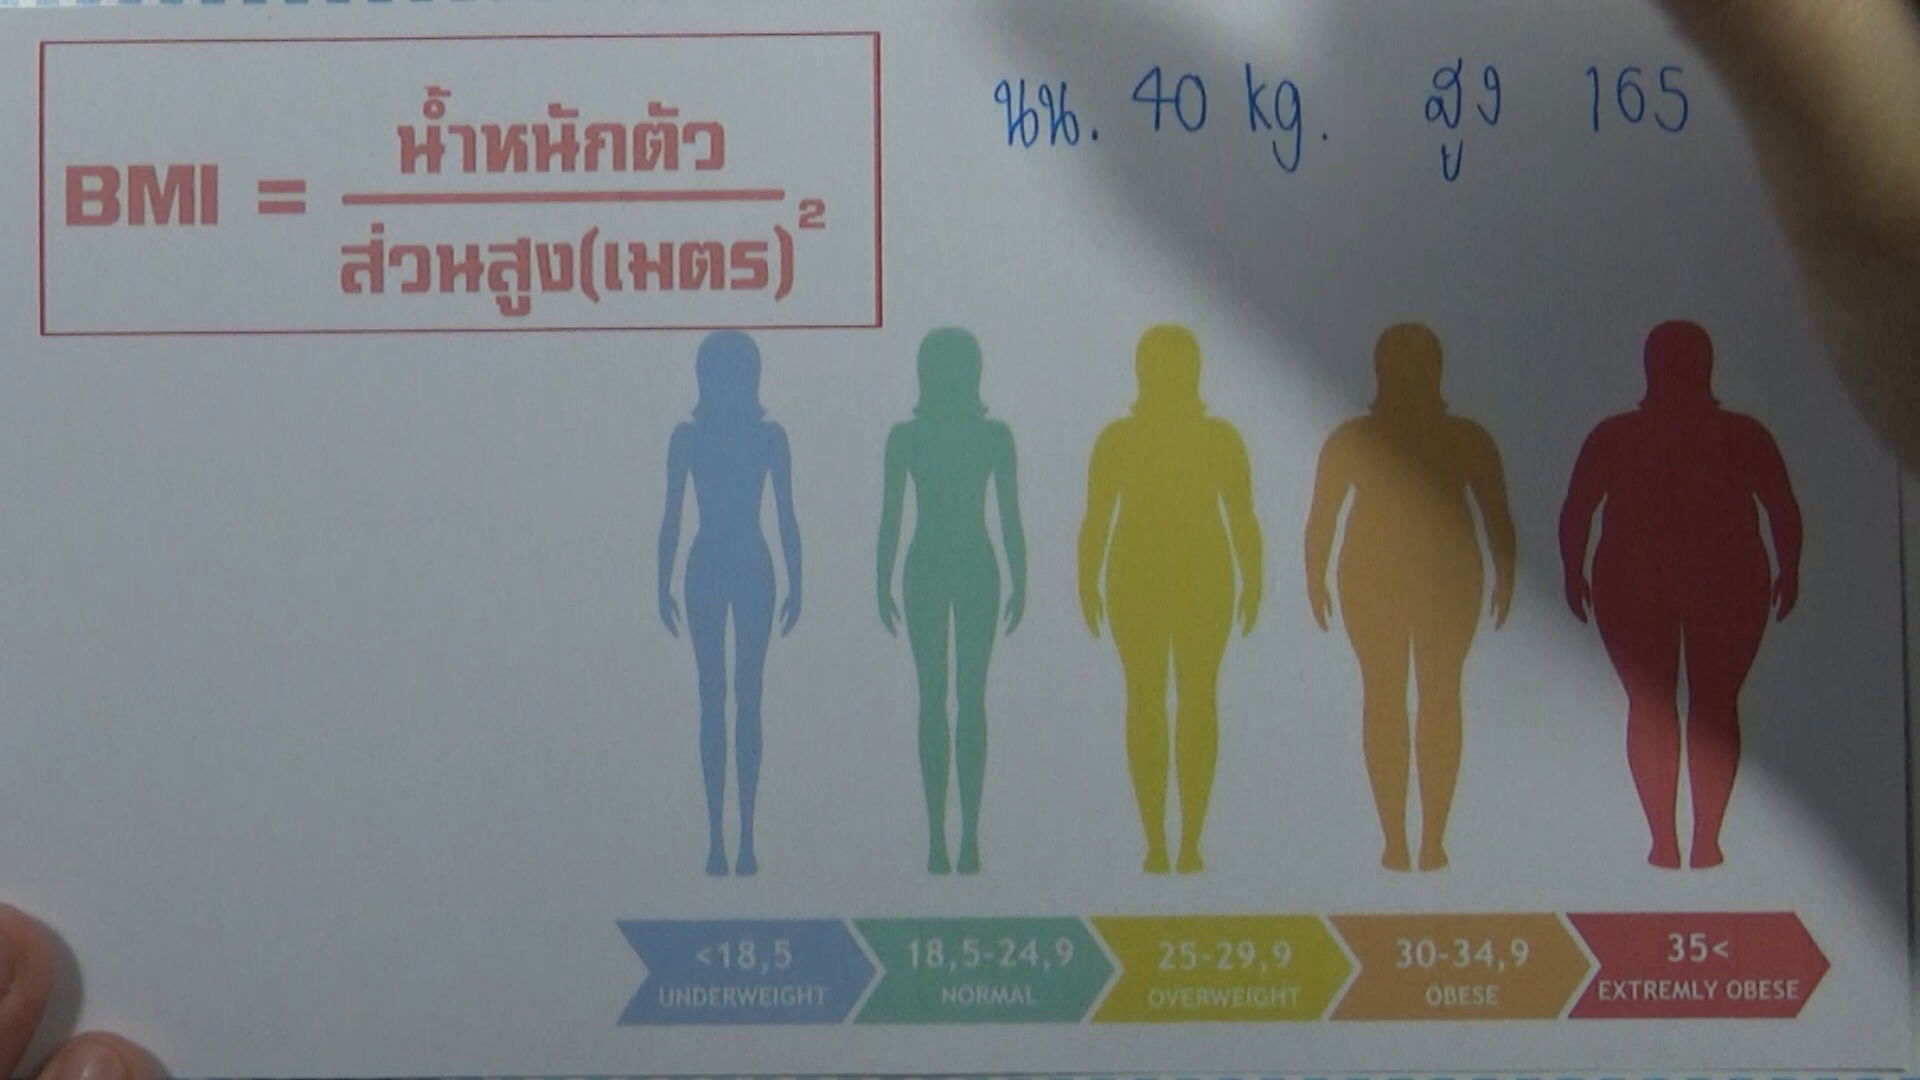 นน. 40 kg. สูง 165
BMI = น้ำหนักตัว
ส่วนสูง(เมตร)²
<18,5
UNDERWEIGHT
18,5-24,9
NORMAL
25-29,9
OVERWEIGHT
30-34,9
OBESE
35<
EXTREMLY OBESE